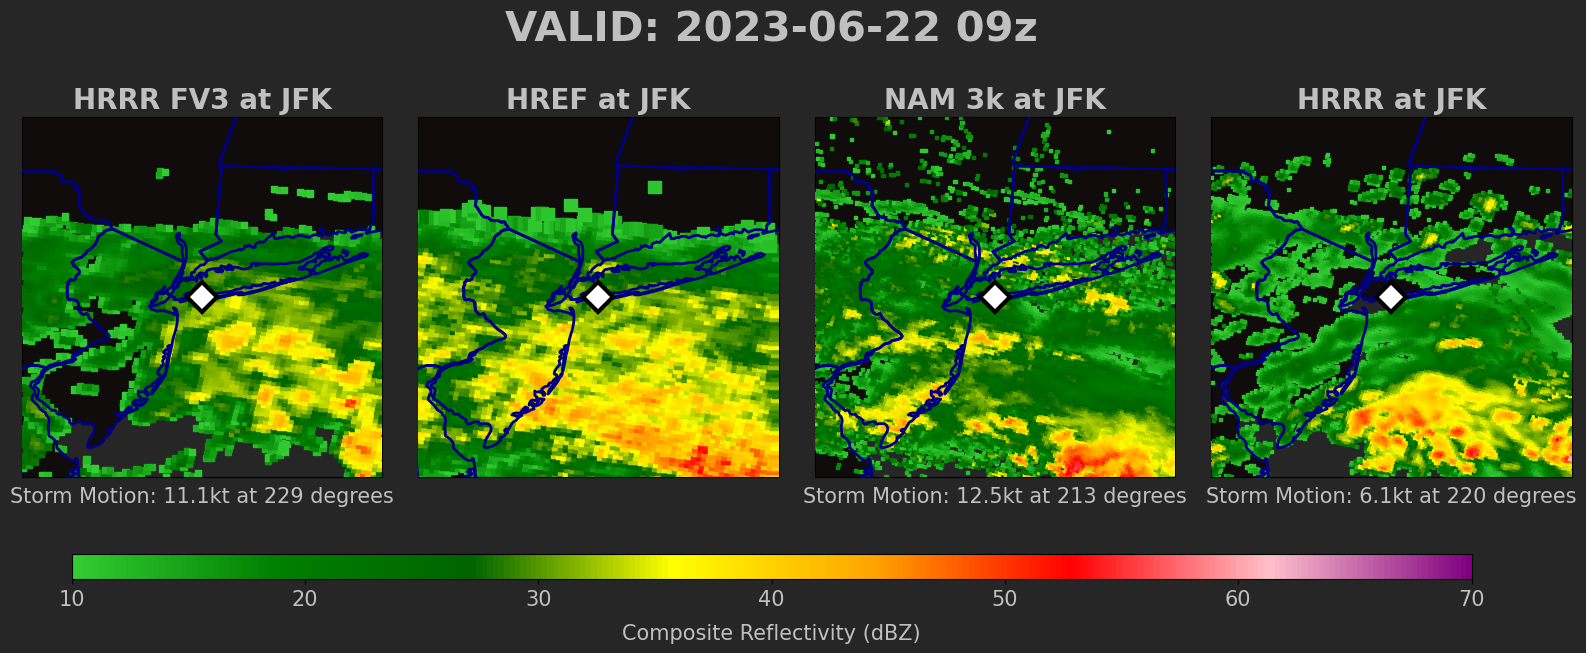 VALID: 2023-06-22 09z
HRRR FV3 at JFK
HREF at JFK
NAM 3k at JFK
HRRR at JFK
Storm Motion: 11.1kt at 229 degrees
Storm Motion: 12.5kt at 213 degrees
Storm Motion: 6.1kt at 220 degrees
10 20 30 40 50 60 70
Composite Reflectivity (dBZ)